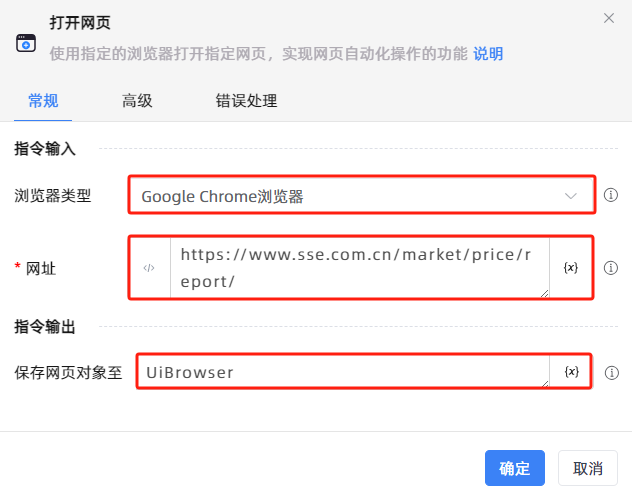 打开网页
使用指定的浏览器打开指定网页，实现网页自动化操作的功能 说明
常规 高级 错误处理
指令输入
浏览器类型 Google Chrome浏览器
* 网址 </> https://www.sse.com.cn/market/price/r
eport/ {x}
指令输出
保存网页对象至 UiBrowser {x}
确定 取消